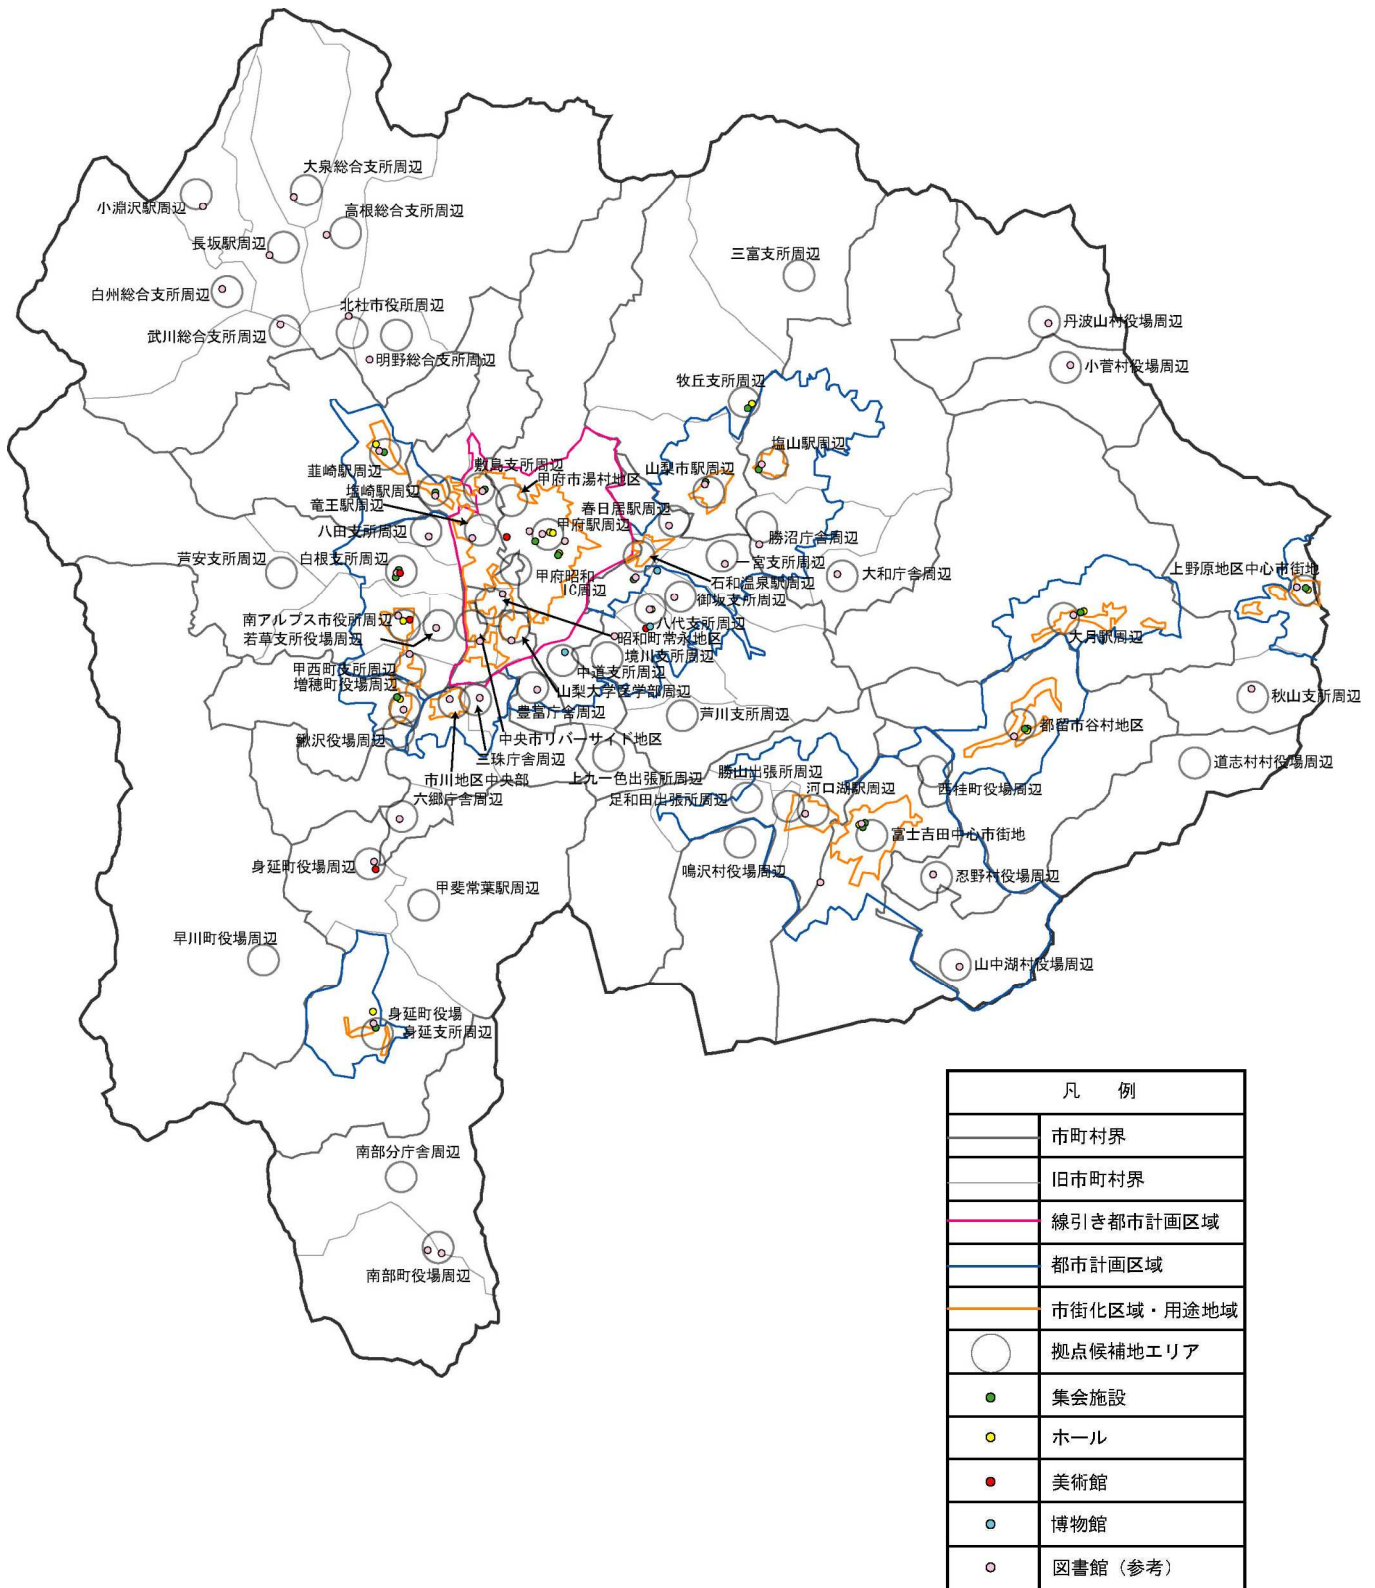 大泉総合支所周辺
小淵沢駅周辺
高根総合支所周辺
長坂駅周辺
三富支所周辺
白州総合支所周辺
北杜市役所周辺
武川総合支所周辺
丹波山村役場周辺
明野総合支所周辺
小菅村役場周辺
牧丘支所周辺
塩山駅周辺
韮崎駅周辺
敷島支所周辺
甲府市湯村地区
山梨市駅周辺
塩崎駅周辺
竜王駅周辺
春日居駅周辺
八田支所周辺
甲府駅周辺
勝沼庁舎周辺
芦安支所周辺
白根支所周辺
一宮支所周辺
大和庁舎周辺
上野原地区中心市街地
甲府昭和
IC周辺
石和温泉駅周辺
御坂支所周辺
南アルプス市役所周辺
八代支所周辺
若草支所役場周辺
昭和町常永地区
大月駅周辺
境川支所周辺
甲西町支所周辺
中道支所周辺
増穂町役場周辺
山梨大学医学部周辺
秋山支所周辺
豊富庁舎周辺
芦川支所周辺
都留市谷村地区
鰍沢役場周辺
中央市リバーサイド地区
三珠庁舎周辺
道志村村役場周辺
市川地区中央部
上九一色出張所周辺
勝山出張所周辺
河口湖駅周辺
西桂町役場周辺
六郷庁舎周辺
足和田出張所周辺
富士吉田中心市街地
身延町役場周辺
鳴沢村役場周辺
忍野村役場周辺
甲斐常葉駅周辺
早川町役場周辺
山中湖村役場周辺
身延町役場
身延支所周辺
南部分庁舎周辺
南部町役場周辺
凡　例
市町村界
旧市町村界
線引き都市計画区域
都市計画区域
市街化区域・用途地域
拠点候補地エリア
集会施設
ホール
美術館
博物館
図書館（参考）